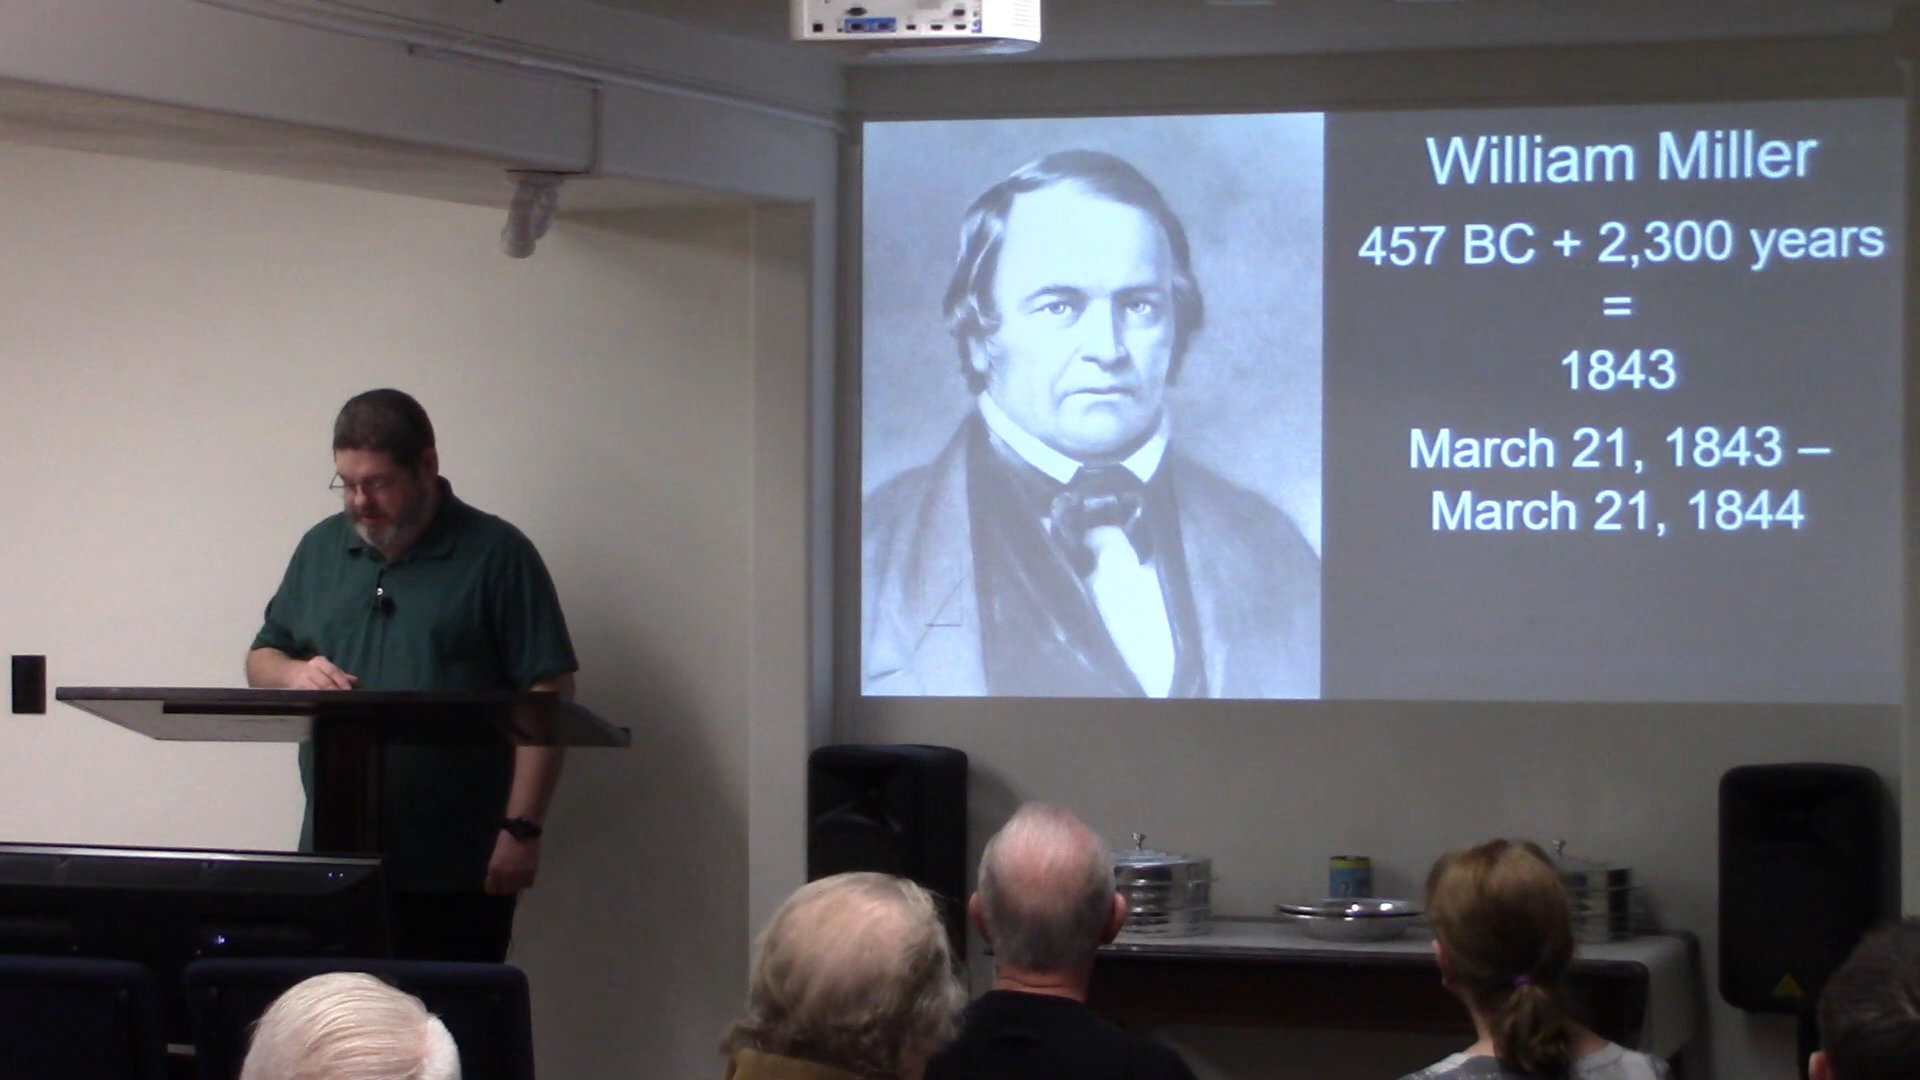 William Miller
457 BC + 2,300 years
=
1843
March 21, 1843 –
March 21, 1844